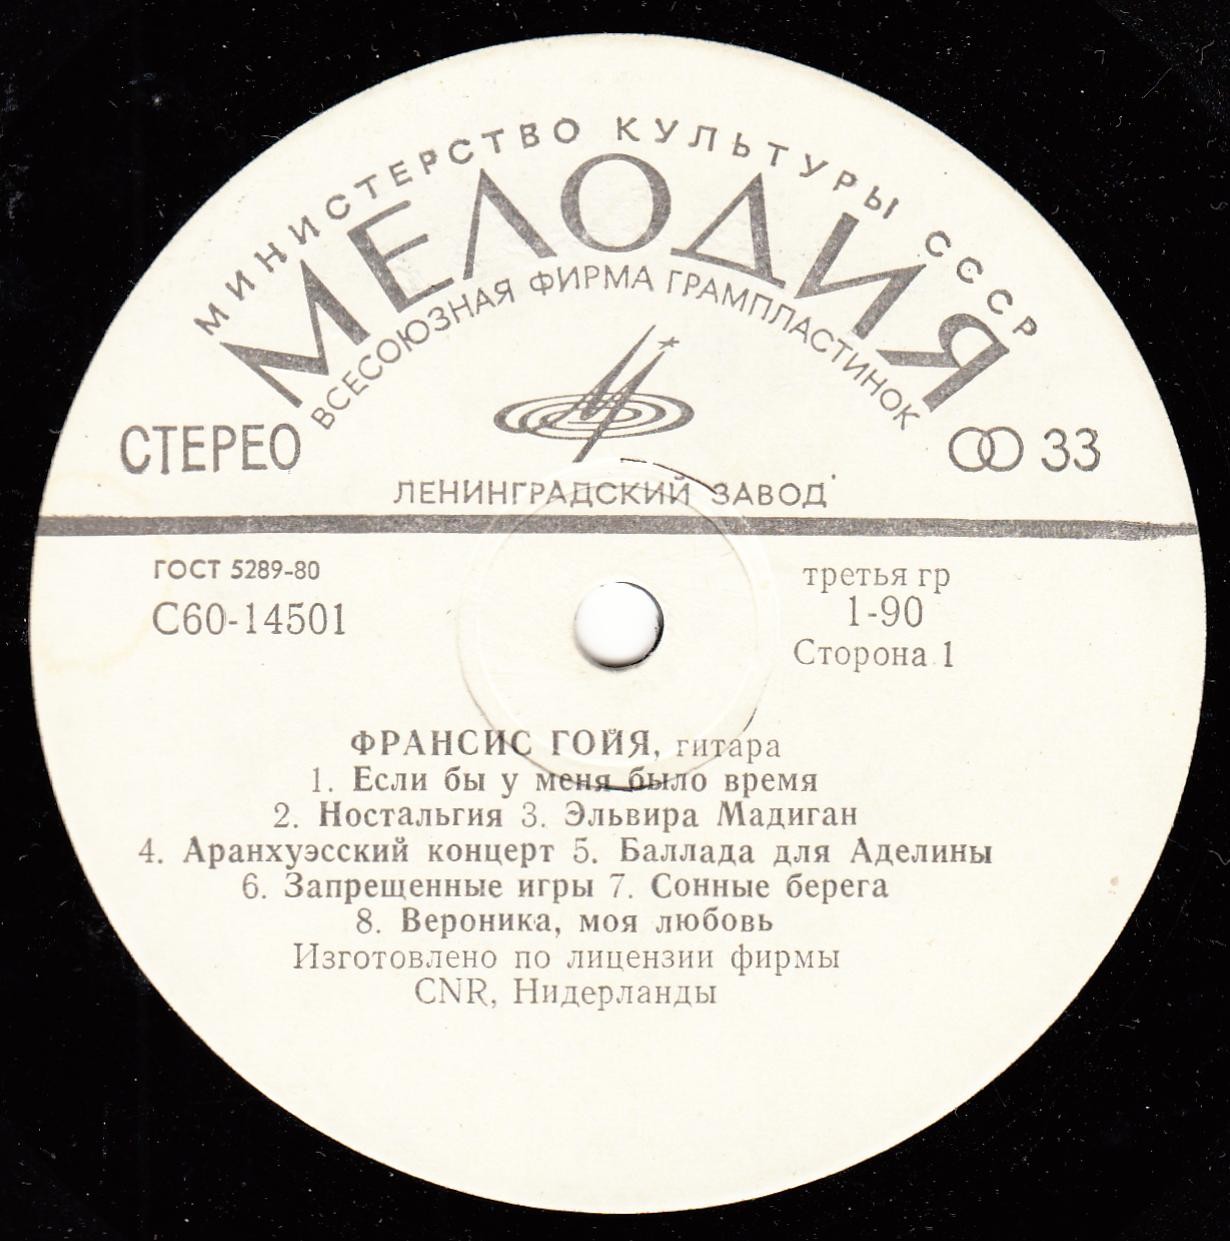 МИНИСТЕРСТВО КУЛЬТУРЫ СССР
МЕЛОДИЯ
ВСЕСОЮЗНАЯ ФИРМА ГРАМПЛАСТИНОК
СТЕРЕО
33
ЛЕНИНГРАДСКИЙ ЗАВОД
ГОСТ 5289-80
С60-14501
третья гр
1-90
Сторона 1
ФРАНСИС ГОЙЯ, гитара
1. Если бы у меня было время
2. Ностальгия 3. Эльвира Мадиган
4. Аранхуэсский концерт 5. Баллада для Аделины
6. Запрещенные игры 7. Сонные берега
8. Вероника, моя любовь
Изготовлено по лицензии фирмы
CNR, Нидерланды